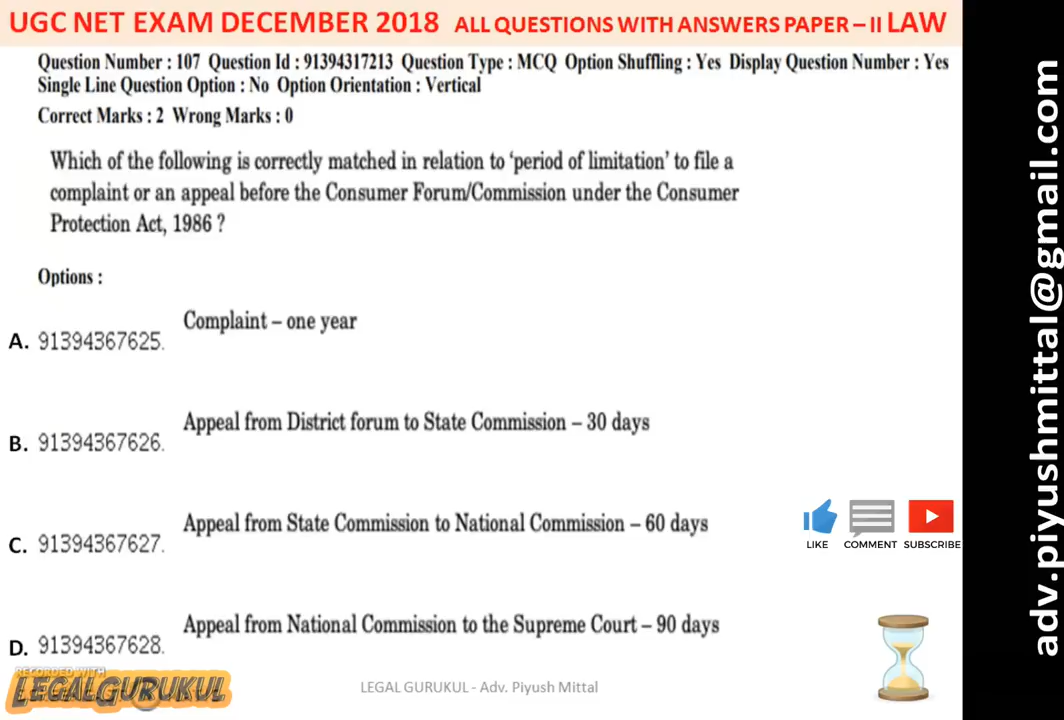 UGC NET EXAM DECEMBER 2018 ALL QUESTIONS WITH ANSWERS PAPER – II LAW
Question Number : 107 Question Id : 91394317213 Question Type : MCQ Option Shuffling : Yes Display Question Number : Yes
Single Line Question Option : No Option Orientation : Vertical
Correct Marks : 2 Wrong Marks : 0
Which of the following is correctly matched in relation to ‘period of limitation’ to file a
complaint or an appeal before the Consumer Forum/Commission under the Consumer
Protection Act, 1986 ?
Options :
Complaint – one year
A. 91394367625.
Appeal from District forum to State Commission – 30 days
B. 91394367626.
Appeal from State Commission to National Commission – 60 days
C. 91394367627.
LIKE COMMENT SUBSCRIBE
Appeal from National Commission to the Supreme Court – 90 days
D. 91394367628.
RECORDED WITH
LEGALGURUKUL
LEGAL GURUKUL - Adv. Piyush Mittal
adv.piyushmittal@gmail.com